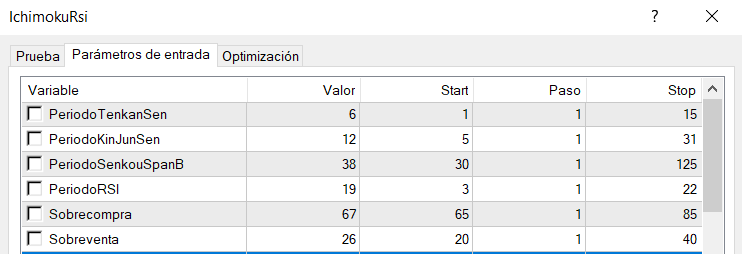 IchimokuRsi ?
Prueba Parámetros de entrada Optimización
Variable Valor Start Paso Stop
PeriodoTenkanSen 6 1 1 15
PeriodoKinJunSen 12 5 1 31
PeriodoSenkouSpanB 38 30 1 125
PeriodoRSI 19 3 1 22
Sobrecompra 67 65 1 85
Sobreventa 26 20 1 40